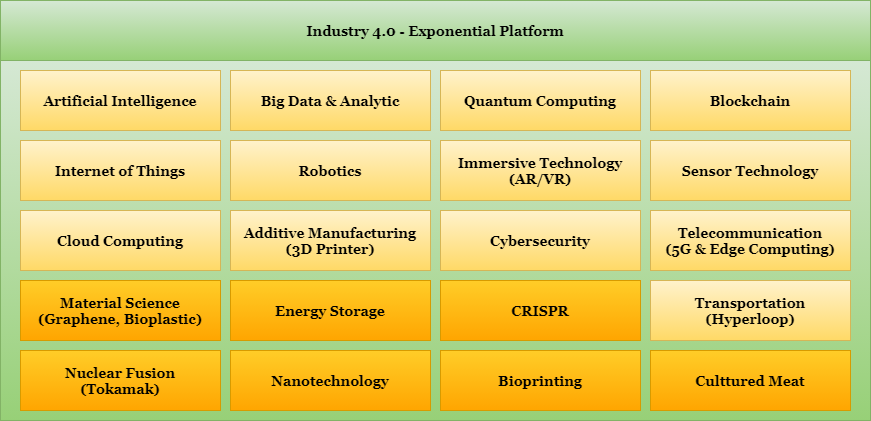 Industry 4.0 - Exponential Platform
Artificial Intelligence
Big Data & Analytic
Quantum Computing
Blockchain
Internet of Things
Robotics
Immersive Technology
(AR/VR)
Sensor Technology
Cloud Computing
Additive Manufacturing
(3D Printer)
Cybersecurity
Telecommunication
(5G & Edge Computing)
Material Science
(Graphene, Bioplastic)
Energy Storage
CRISPR
Transportation
(Hyperloop)
Nuclear Fusion
(Tokamak)
Nanotechnology
Bioprinting
Culttured Meat